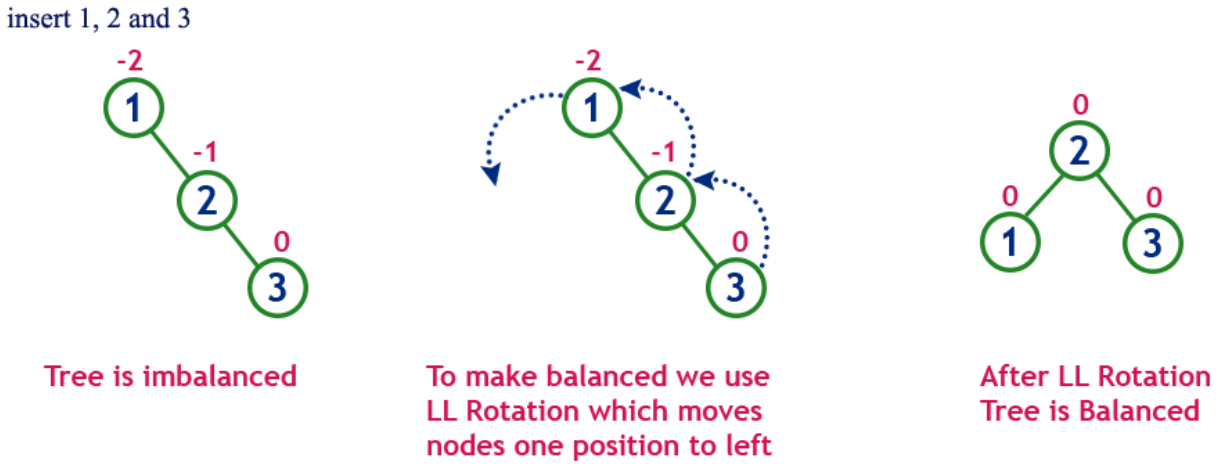 insert 1, 2 and 3
-2
1
-1
2
0
3
Tree is imbalanced
-2
1
-1
2
0
3
To make balanced we use
LL Rotation which moves
nodes one position to left
0
2
0
1
0
3
After LL Rotation
Tree is Balanced